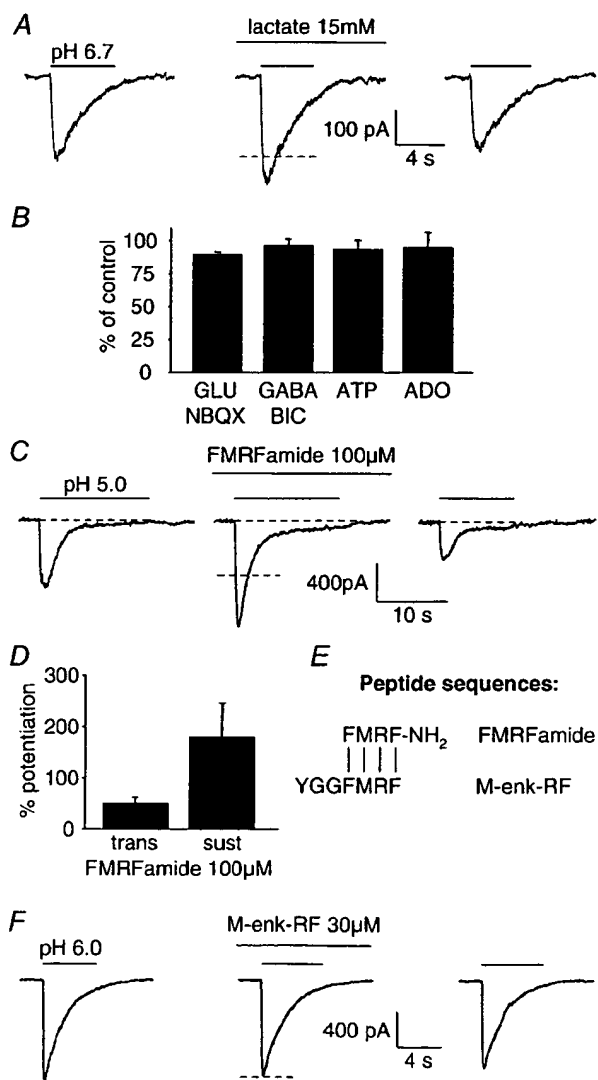 A
lactate 15mM
pH 6.7
100 pA
4 s
B
% of control
100
75
50
25
0
GLU NBQX
GABA BIC
ATP
ADO
C
FMRFamide 100µM
pH 5.0
400pA
10 s
D
% potentiation
300
200
100
0
trans
sust
FMRFamide 100µM
E
Peptide sequences:
FMRF-NH2 FMRFamide
YGGFMRF M-enk-RF
F
M-enk-RF 30µM
pH 6.0
400 pA
4 s